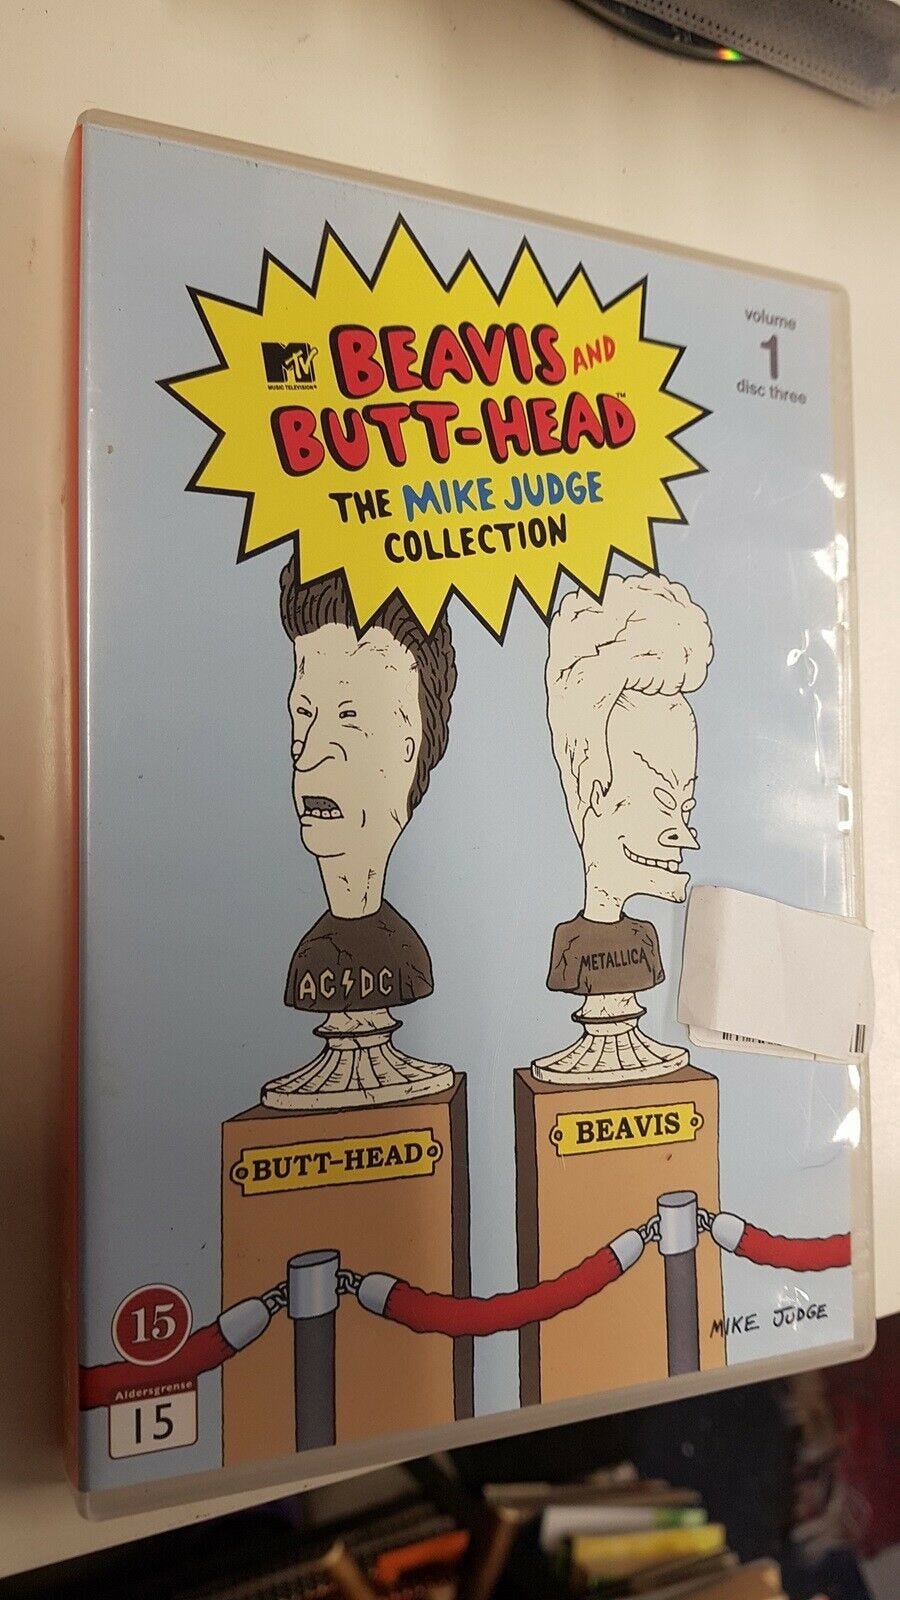 volume
1
disc three
MTV
MUSIC TELEVISION®
BEAVIS AND
BUTT-HEAD™
THE MIKE JUDGE
COLLECTION
AC⚡DC
METALLICA
BUTT-HEAD
BEAVIS
MIKE JUDGE
15
Aldersgrense
15